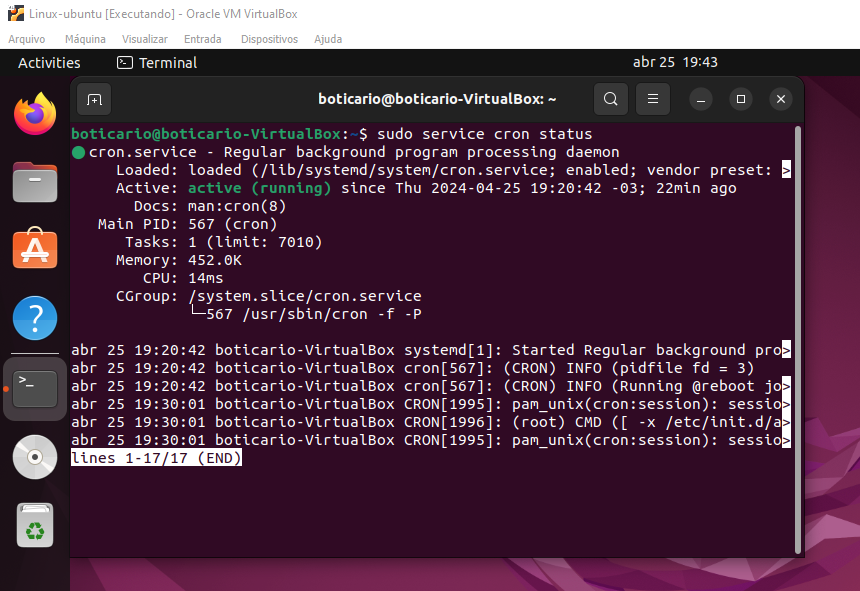 Linux-ubuntu [Executando] - Oracle VM VirtualBox
Arquivo Máquina Visualizar Entrada Dispositivos Ajuda
Activities Terminal abr 25 19:43
boticario@boticario-VirtualBox: ~
boticario@boticario-VirtualBox:~$ sudo service cron status
cron.service - Regular background program processing daemon
Loaded: loaded (/lib/systemd/system/cron.service; enabled; vendor preset: >
Active: active (running) since Thu 2024-04-25 19:20:42 -03; 22min ago
Docs: man:cron(8)
Main PID: 567 (cron)
Tasks: 1 (limit: 7010)
Memory: 452.0K
CPU: 14ms
CGroup: /system.slice/cron.service
└─567 /usr/sbin/cron -f -P
abr 25 19:20:42 boticario-VirtualBox systemd[1]: Started Regular background pro>
abr 25 19:20:42 boticario-VirtualBox cron[567]: (CRON) INFO (pidfile fd = 3)
abr 25 19:20:42 boticario-VirtualBox cron[567]: (CRON) INFO (Running @reboot jo>
abr 25 19:30:01 boticario-VirtualBox CRON[1995]: pam_unix(cron:session): sessio>
abr 25 19:30:01 boticario-VirtualBox CRON[1996]: (root) CMD ([ -x /etc/init.d/a>
abr 25 19:30:01 boticario-VirtualBox CRON[1995]: pam_unix(cron:session): sessio>
lines 1-17/17 (END)